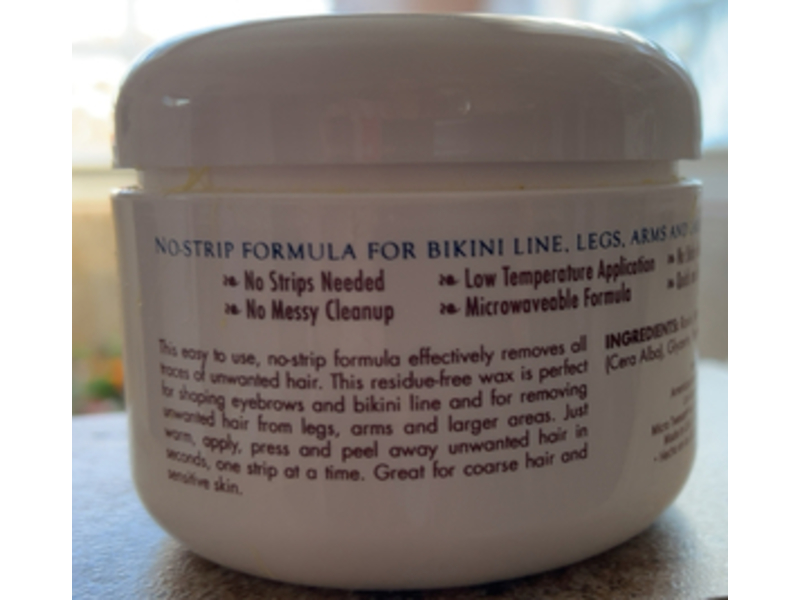 NO-STRIP FORMULA FOR BIKINI LINE, LEGS, ARMS AND
❧ No Strips Needed
❧ No Messy Cleanup
❧ Low Temperature Application
❧ Microwaveable Formula
This easy to use, no-strip formula effectively removes all
traces of unwanted hair. This residue-free wax is perfect
for shaping eyebrows and bikini line and for removing
unwanted hair from legs, arms and larger areas. Just
warm, apply, press and peel away unwanted hair in
seconds, one strip at a time. Great for coarse hair and
sensitive skin.
❧ No
INGREDIENTS:
(Cera Alba),